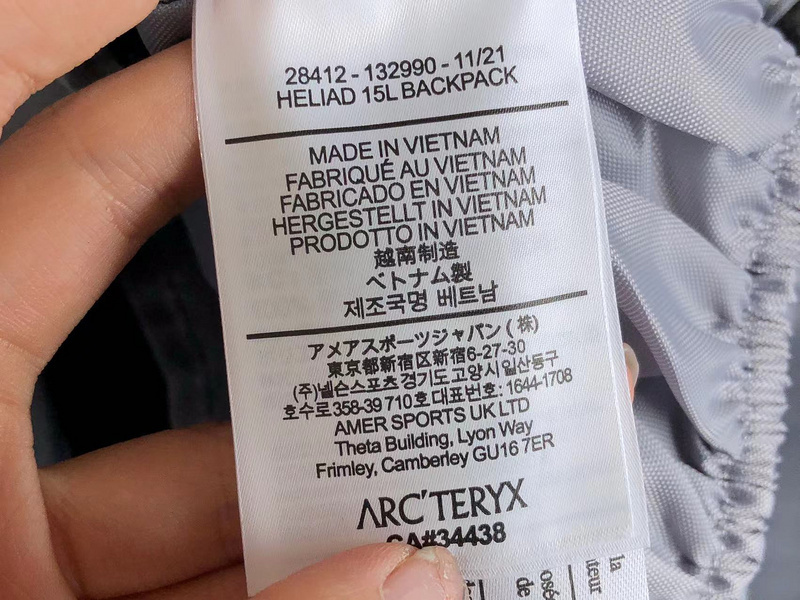 28412 - 132990 - 11/21
HELIAD 15L BACKPACK
MADE IN VIETNAM
FABRIQUÉ AU VIETNAM
FABRICADO EN VIETNAM
HERGESTELLT IN VIETNAM
PRODOTTO IN VIETNAM
越南制造
ベトナム製
제조국명 베트남
アメアスポーツジャパン (株)
東京都新宿区新宿6-27-30
(주)넬슨스포츠 경기도 고양시 일산동구
호수로 358-39 710호 대표번호: 1644-1708
AMER SPORTS UK LTD
Theta Building, Lyon Way
Frimley, Camberley GU16 7ER
ARC'TERYX
CA#34438
la
de